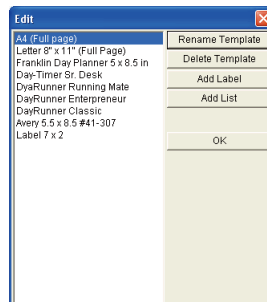 Edit
A4 (Full page)
Letter 8" x 11" (Full Page)
Franklin Day Planner 5 x 8.5 in
Day-Timer Sr. Desk
DyaRunner Running Mate
DayRunner Enterpreneur
DayRunner Classic
Avery 5.5 x 8.5 #41-307
Label 7 x 2
Rename Template
Delete Template
Add Label
Add List
OK